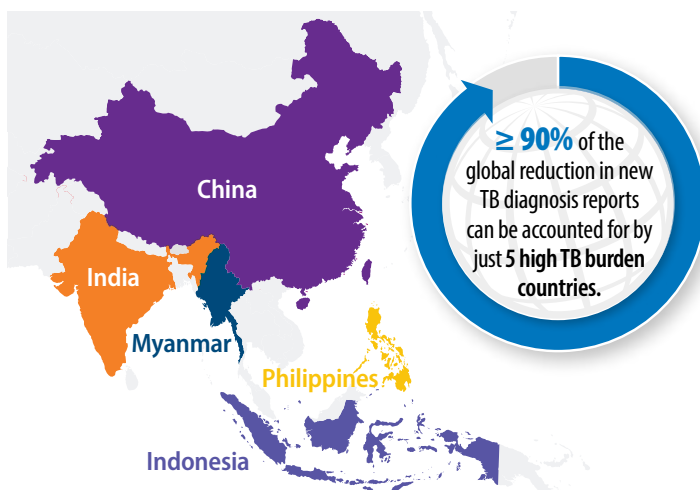 China
India
Myanmar
Philippines
Indonesia
≥ 90% of the
global reduction in new
TB diagnosis reports
can be accounted for by
just 5 high TB burden
countries.